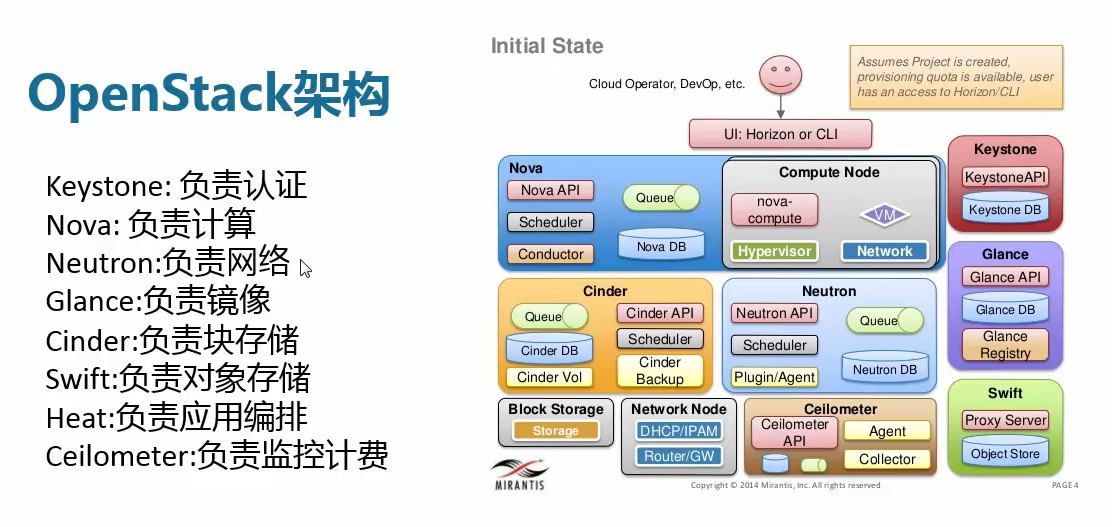 OpenStack架构
Keystone: 负责认证
Nova: 负责计算
Neutron:负责网络
Glance:负责镜像
Cinder:负责块存储
Swift:负责对象存储
Heat:负责应用编排
Ceilometer:负责监控计费
Initial State
Cloud Operator, DevOp, etc.
Assumes Project is created,
provisioning quota is available, user
has an access to Horizon/CLI
UI: Horizon or CLI
Nova
Nova API
Scheduler
Conductor
Queue
Nova DB
Compute Node
nova-
compute
VM
Hypervisor
Network
Keystone
KeystoneAPI
Keystone DB
Cinder
Queue
Cinder DB
Cinder Vol
Cinder API
Scheduler
Cinder
Backup
Neutron
Neutron API
Scheduler
Plugin/Agent
Queue
Neutron DB
Glance
Glance API
Glance DB
Glance
Registry
Block Storage
Storage
Network Node
DHCP/IPAM
Router/GW
Ceilometer
Ceilometer
API
Agent
Collector
Swift
Proxy Server
Object Store
MIRANTIS
Copyright © 2014 Mirantis, Inc. All rights reserved
PAGE 4